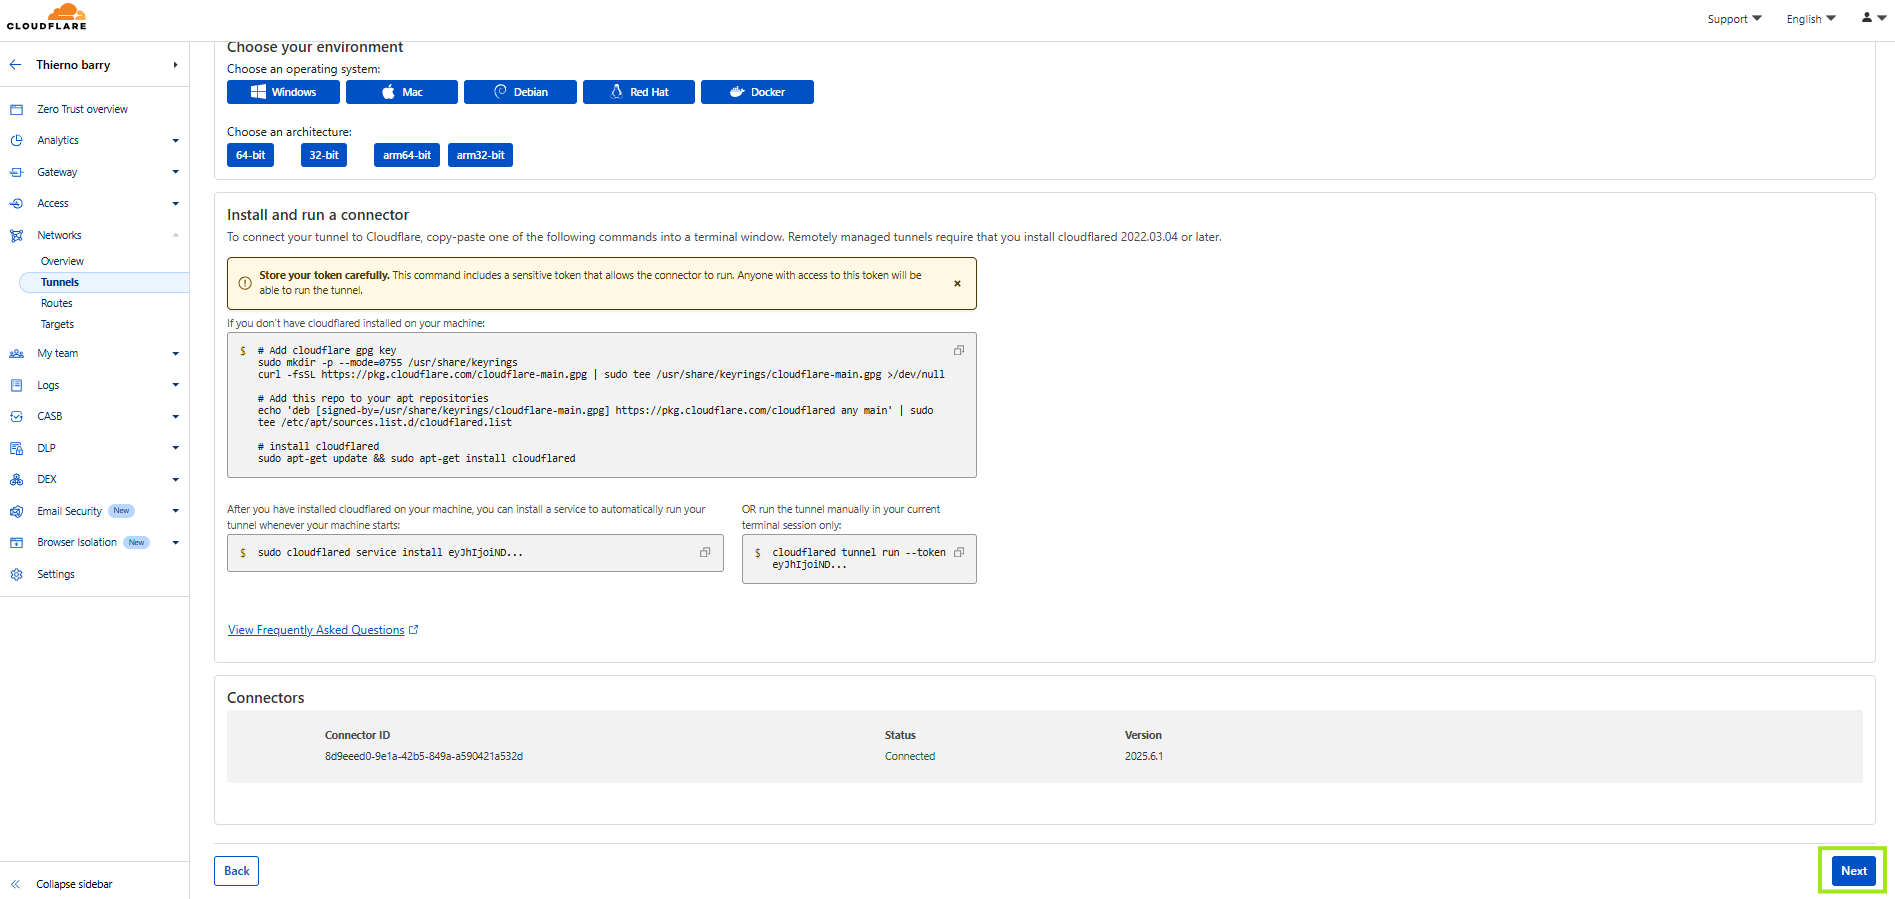 CLOUDFLARE
Support
English
Thierno barry
Zero Trust overview
Analytics
Gateway
Access
Networks
Overview
Tunnels
Routes
Targets
My team
Logs
CASB
DLP
DEX
Email Security New
Browser Isolation New
Settings
Collapse sidebar
Choose your environment
Choose an operating system:
Windows
Mac
Debian
Red Hat
Docker
Choose an architecture:
64-bit
32-bit
arm64-bit
arm32-bit
Install and run a connector
To connect your tunnel to Cloudflare, copy-paste one of the following commands into a terminal window. Remotely managed tunnels require that you install cloudflared 2022.03.04 or later.
Store your token carefully. This command includes a sensitive token that allows the connector to run. Anyone with access to this token will be
able to run the tunnel.
If you don't have cloudflared installed on your machine:
$ # Add cloudflare gpg key
sudo mkdir -p --mode=0755 /usr/share/keyrings
curl -fsSL https://pkg.cloudflare.com/cloudflare-main.gpg | sudo tee /usr/share/keyrings/cloudflare-main.gpg >/dev/null
# Add this repo to your apt repositories
echo 'deb [signed-by=/usr/share/keyrings/cloudflare-main.gpg] https://pkg.cloudflare.com/cloudflared any main' | sudo
tee /etc/apt/sources.list.d/cloudflared.list
# install cloudflared
sudo apt-get update && sudo apt-get install cloudflared
After you have installed cloudflared on your machine, you can install a service to automatically run your
tunnel whenever your machine starts:
$ sudo cloudflared service install eyJhIjoiND...
OR run the tunnel manually in your current
terminal session only:
$ cloudflared tunnel run --token
eyJhIjoiND...
View Frequently Asked Questions
Connectors
Connector ID Status Version
8d9eeed0-9e1a-42b5-849a-a590421a532d Connected 2025.6.1
Back
Next